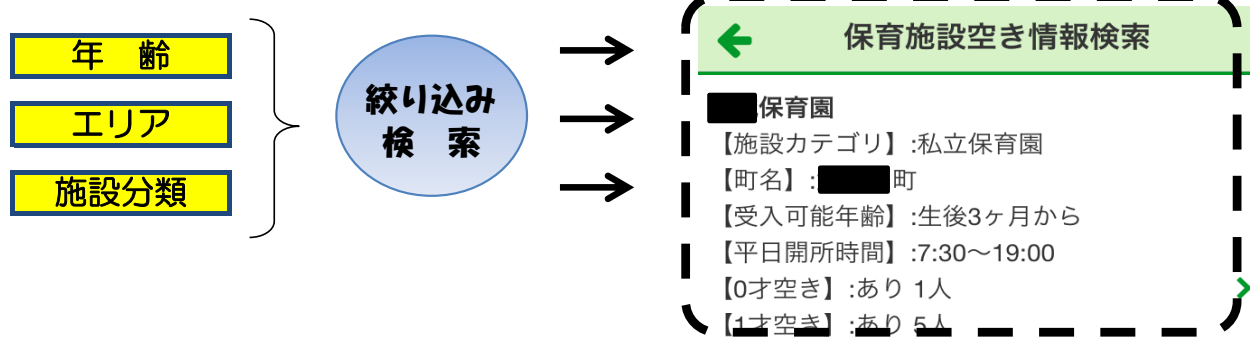 年　齢
エリア
施設分類
絞り込み
検　索
保育施設空き情報検索
保育園
【施設カテゴリ】:私立保育園
【町名】:町
【受入可能年齢】:生後3ヶ月から
【平日開所時間】:7:30〜19:00
【0才空き】:あり 1人
【1才空き】:あり 5人